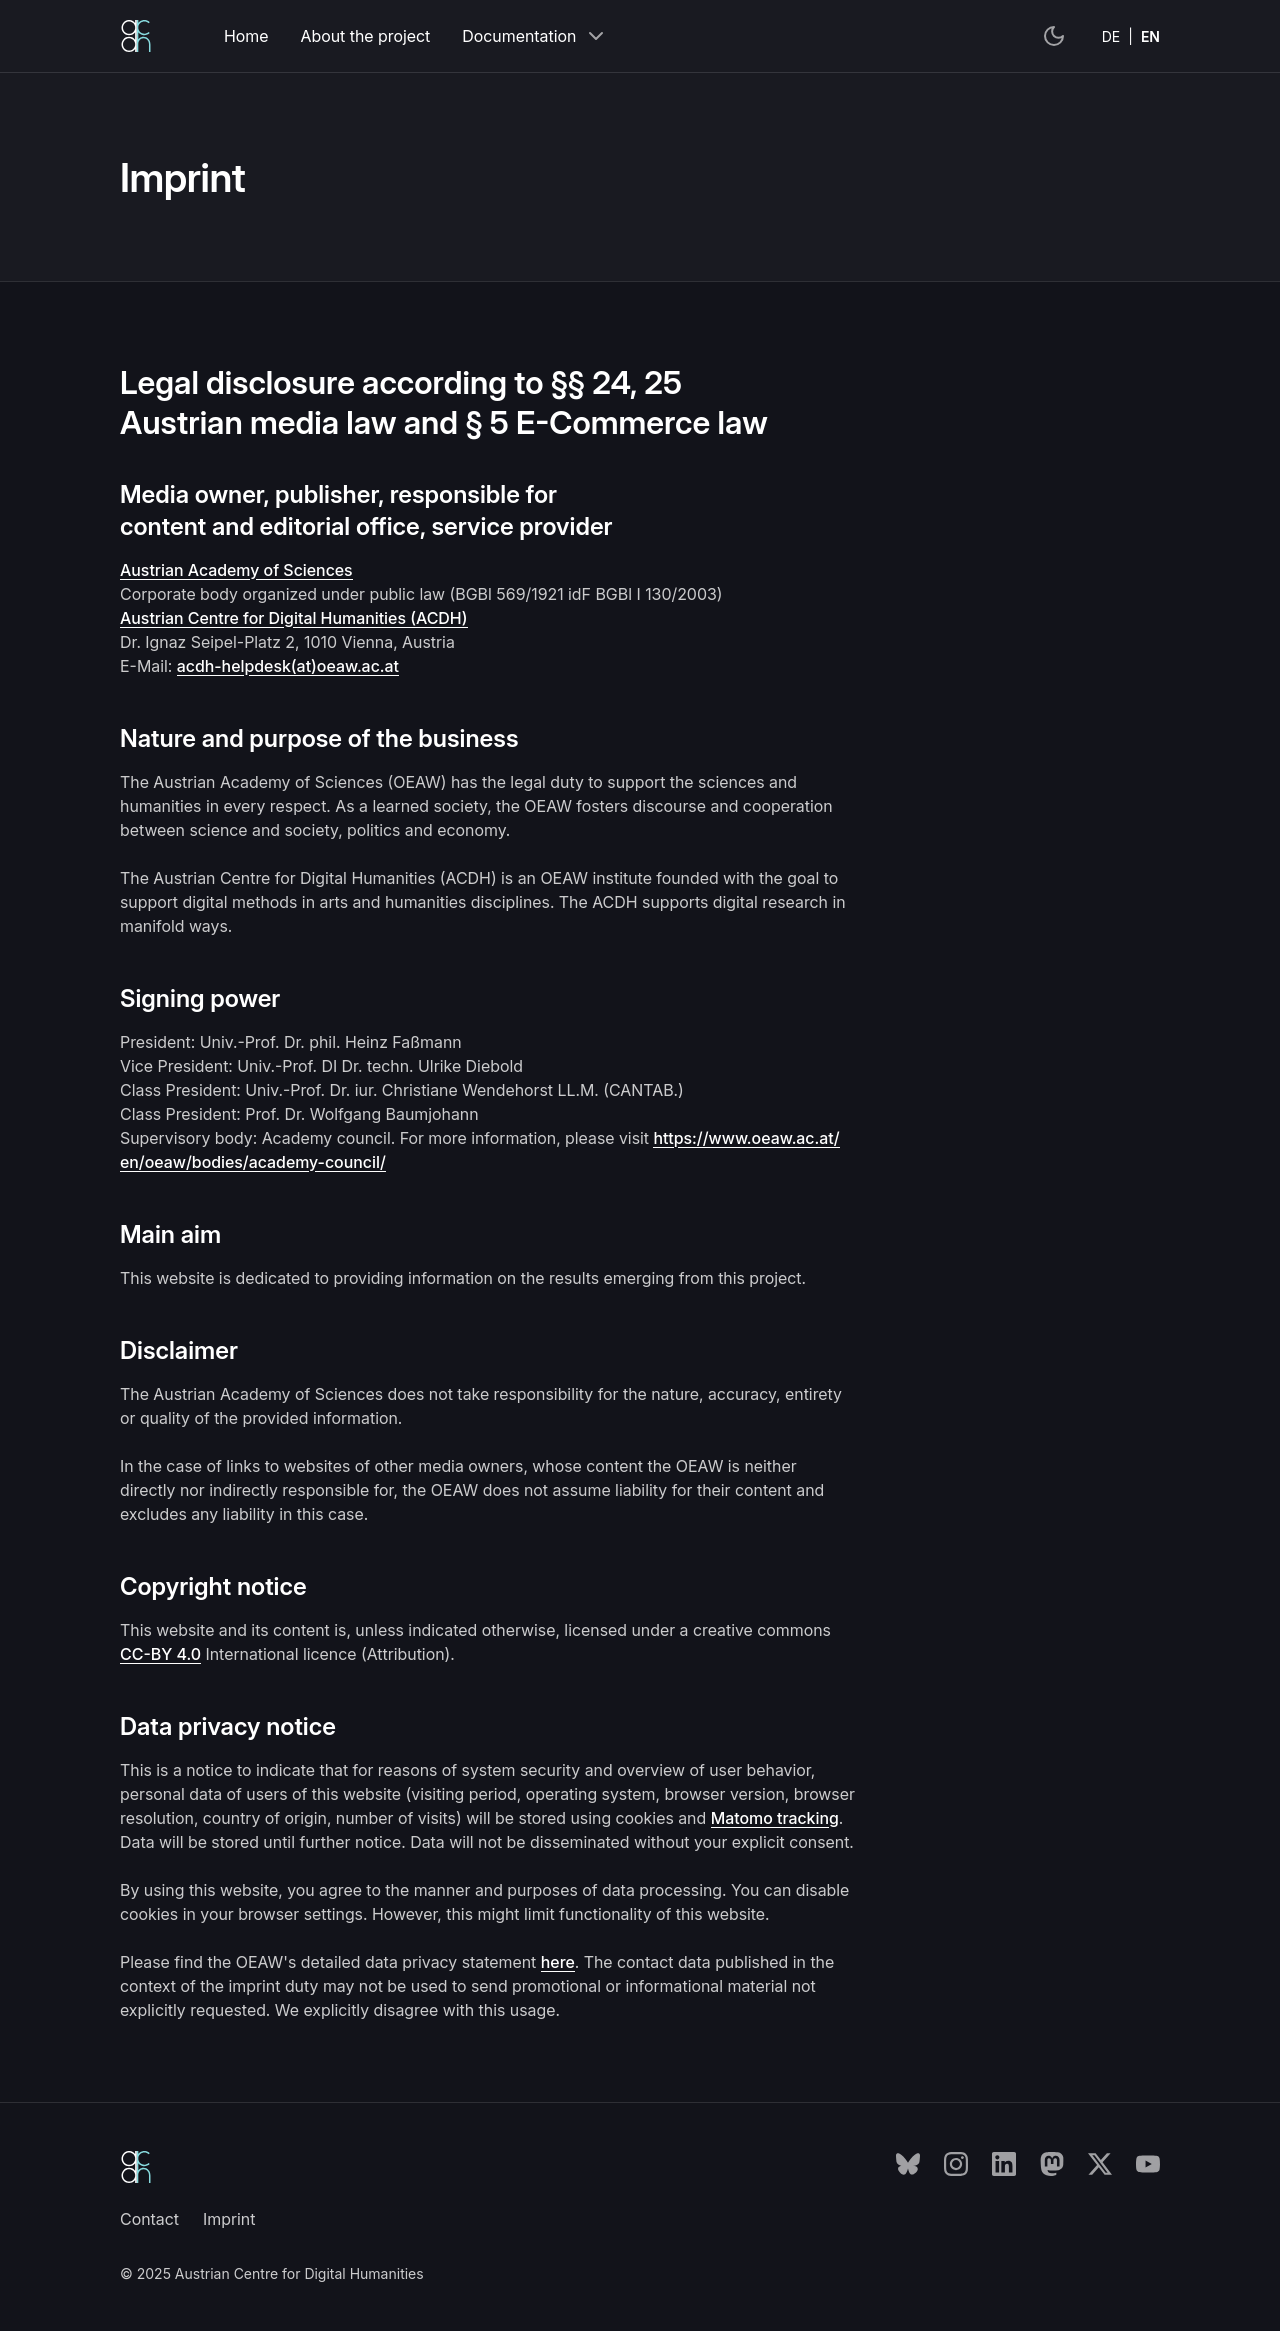 Home About the project Documentation DE | EN
Imprint
Legal disclosure according to §§ 24, 25
Austrian media law and § 5 E-Commerce law
Media owner, publisher, responsible for
content and editorial office, service provider
Austrian Academy of Sciences
Corporate body organized under public law (BGBl 569/1921 idF BGBl I 130/2003)
Austrian Centre for Digital Humanities (ACDH)
Dr. Ignaz Seipel-Platz 2, 1010 Vienna, Austria
E-Mail: acdh-helpdesk(at)oeaw.ac.at
Nature and purpose of the business
The Austrian Academy of Sciences (OEAW) has the legal duty to support the sciences and
humanities in every respect. As a learned society, the OEAW fosters discourse and cooperation
between science and society, politics and economy.
The Austrian Centre for Digital Humanities (ACDH) is an OEAW institute founded with the goal to
support digital methods in arts and humanities disciplines. The ACDH supports digital research in
manifold ways.
Signing power
President: Univ.-Prof. Dr. phil. Heinz Faßmann
Vice President: Univ.-Prof. DI Dr. techn. Ulrike Diebold
Class President: Univ.-Prof. Dr. iur. Christiane Wendehorst LL.M. (CANTAB.)
Class President: Prof. Dr. Wolfgang Baumjohann
Supervisory body: Academy council. For more information, please visit https://www.oeaw.ac.at/
en/oeaw/bodies/academy-council/
Main aim
This website is dedicated to providing information on the results emerging from this project.
Disclaimer
The Austrian Academy of Sciences does not take responsibility for the nature, accuracy, entirety
or quality of the provided information.
In the case of links to websites of other media owners, whose content the OEAW is neither
directly nor indirectly responsible for, the OEAW does not assume liability for their content and
excludes any liability in this case.
Copyright notice
This website and its content is, unless indicated otherwise, licensed under a creative commons
CC-BY 4.0 International licence (Attribution).
Data privacy notice
This is a notice to indicate that for reasons of system security and overview of user behavior,
personal data of users of this website (visiting period, operating system, browser version, browser
resolution, country of origin, number of visits) will be stored using cookies and Matomo tracking.
Data will be stored until further notice. Data will not be disseminated without your explicit consent.
By using this website, you agree to the manner and purposes of data processing. You can disable
cookies in your browser settings. However, this might limit functionality of this website.
Please find the OEAW's detailed data privacy statement here. The contact data published in the
context of the imprint duty may not be used to send promotional or informational material not
explicitly requested. We explicitly disagree with this usage.
Contact Imprint
© 2025 Austrian Centre for Digital Humanities